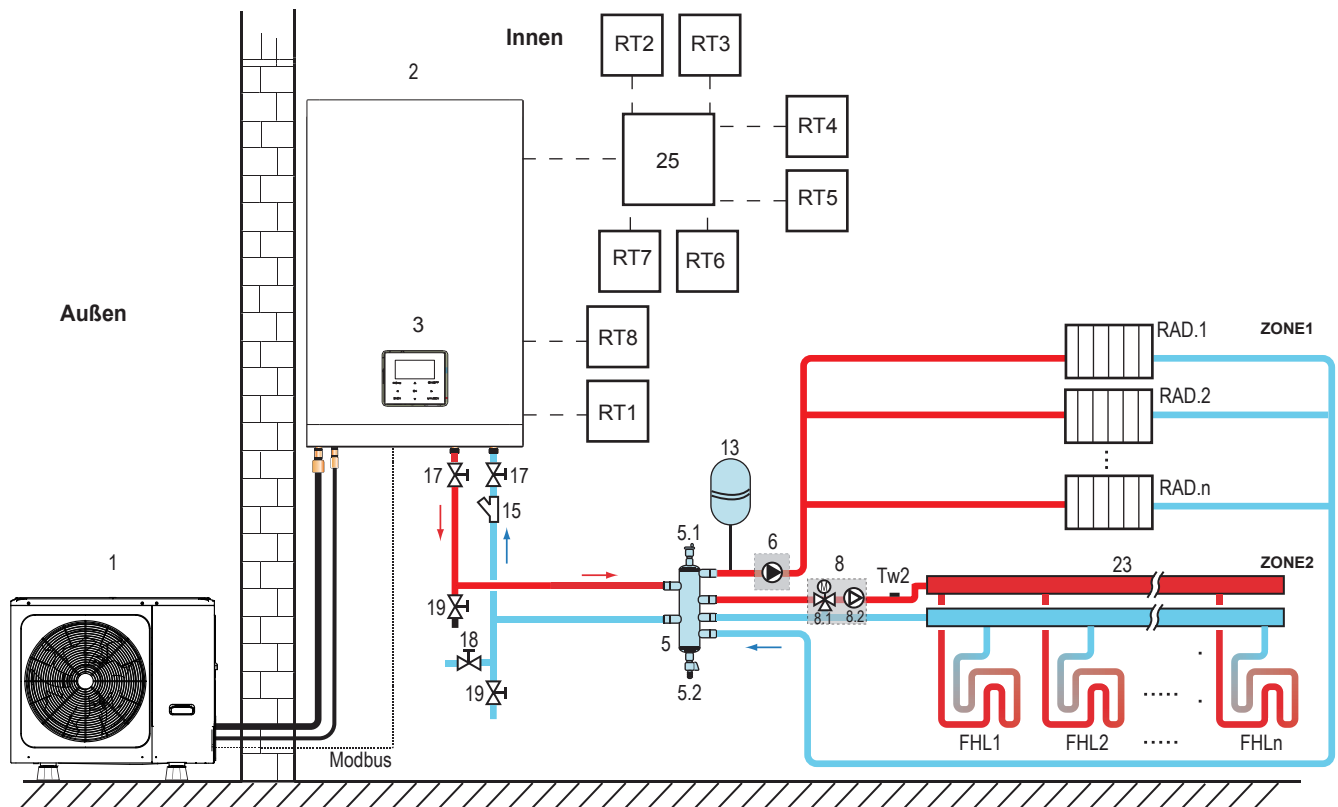 Innen
RT2
RT3
2
RT4
25
RT5
RT7
RT6
Außen
3
RT8
RT1
RAD.1
ZONE1
RAD.2
RAD.n
17
17
15
13
5.1
6
8
Tw2
23
ZONE2
1
19
18
19
8.1
M
8.2
5
5.2
FHL1
FHL2
FHLn
Modbus